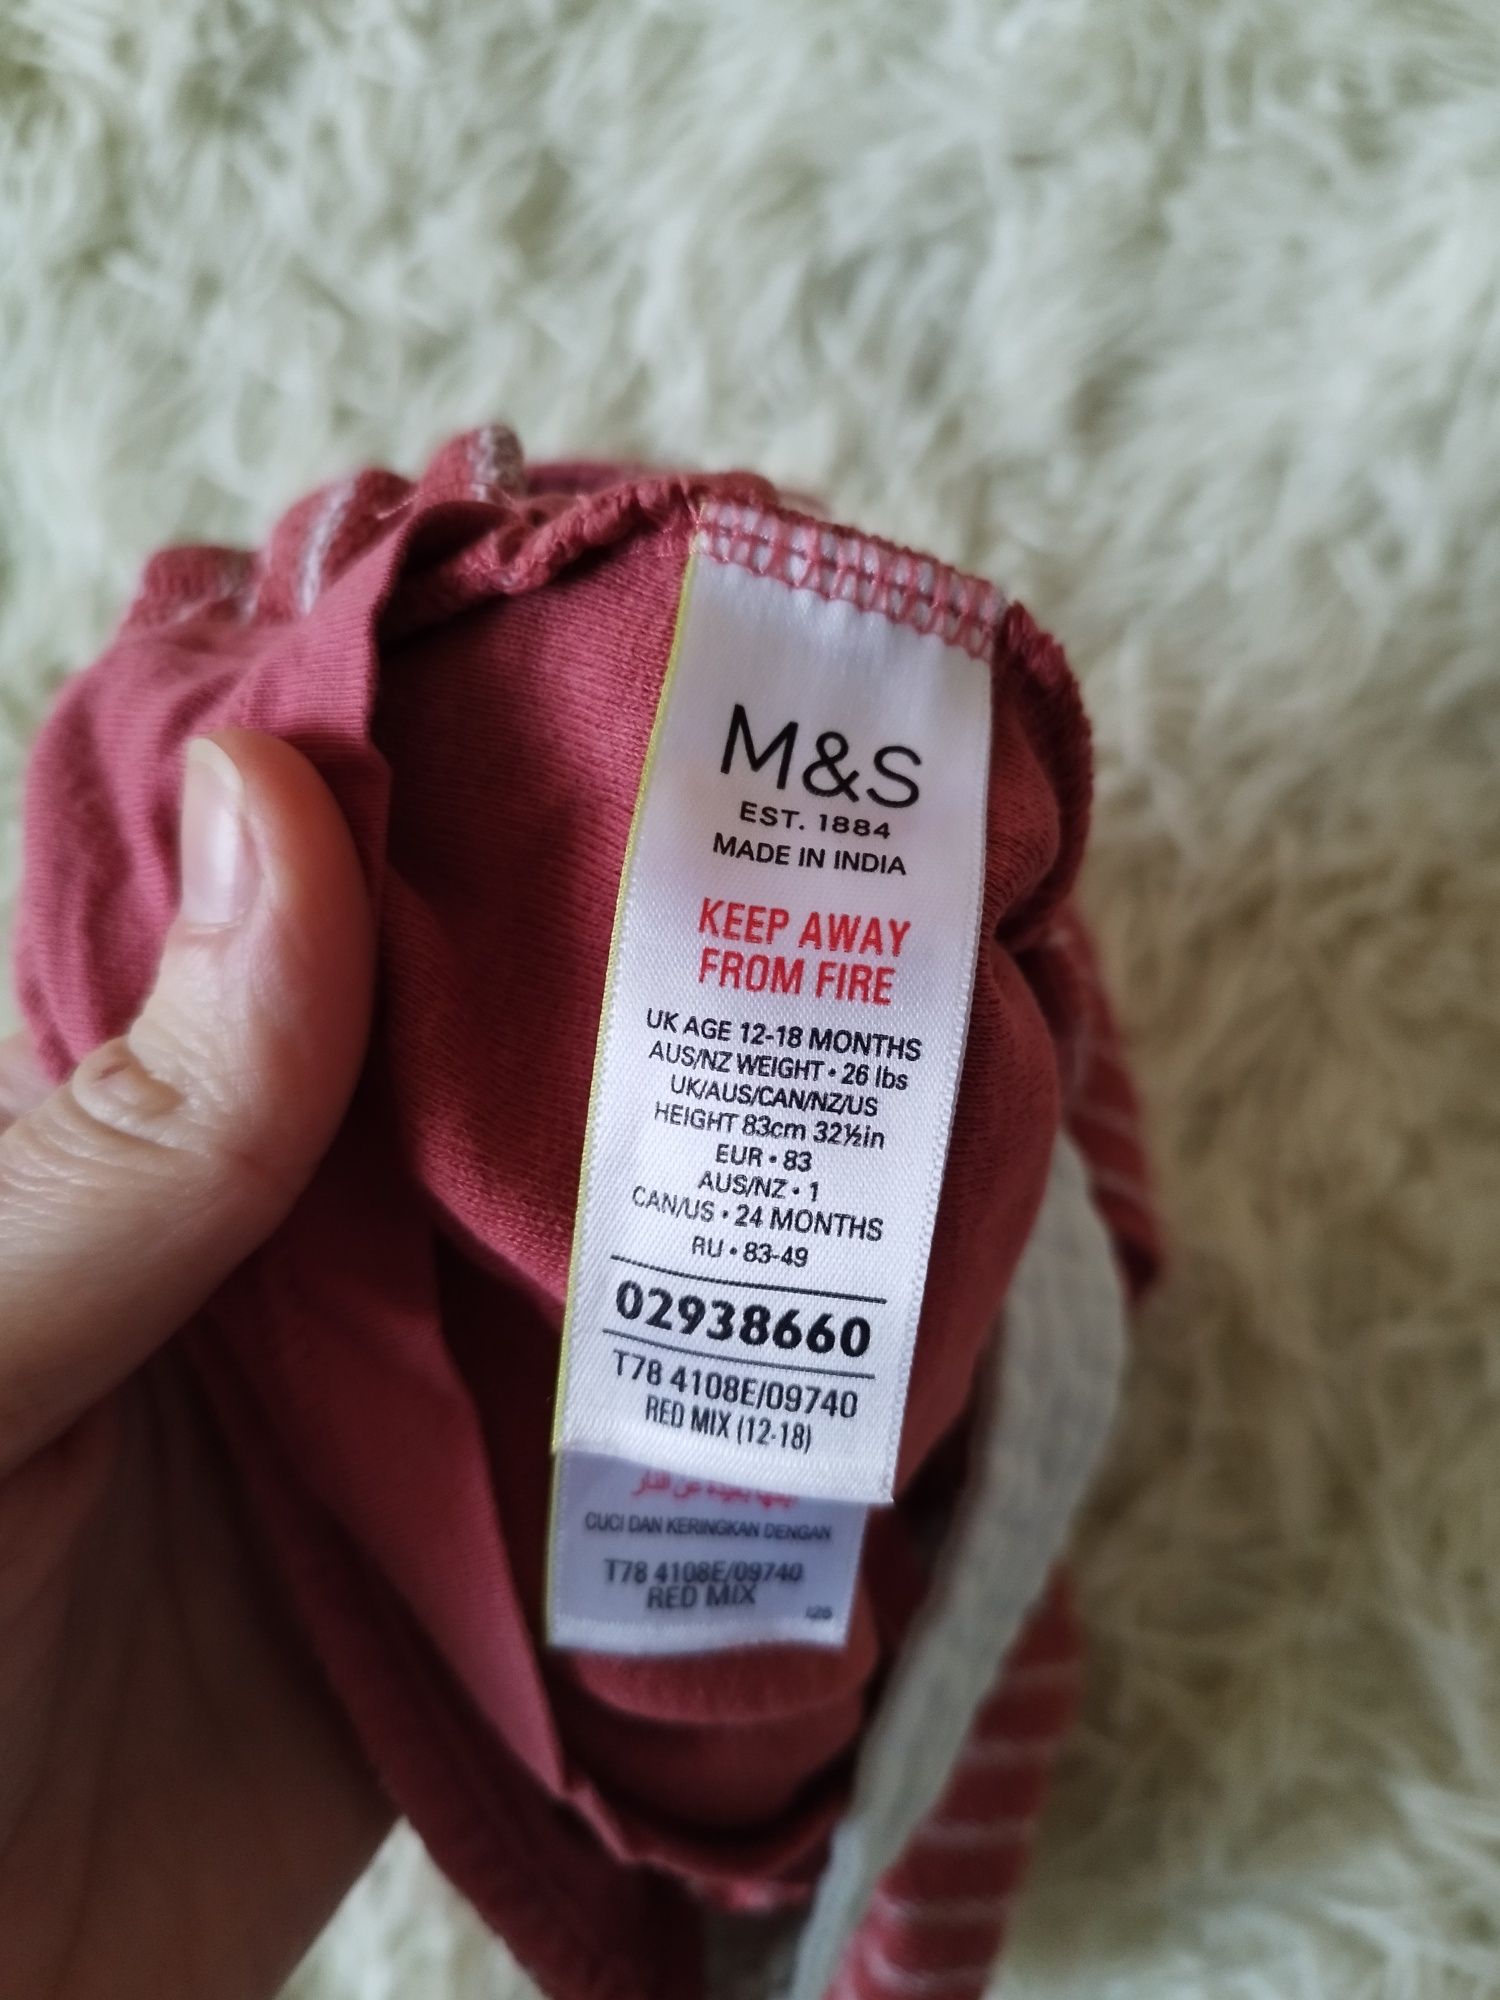 M&S
EST. 1884
MADE IN INDIA
KEEP AWAY
FROM FIRE
UK AGE 12-18 MONTHS
AUS/NZ WEIGHT • 26 lbs
UK/AUS/CAN/NZ/US
HEIGHT 83cm 32½in
EUR • 83
AUS/NZ • 1
CAN/US • 24 MONTHS
RU • 83-49
02938660
T78 4108E/09740
RED MIX (12-18)
CUCI DAN KERINGKAN DENGAN
T78 4108E/09740
RED MIX